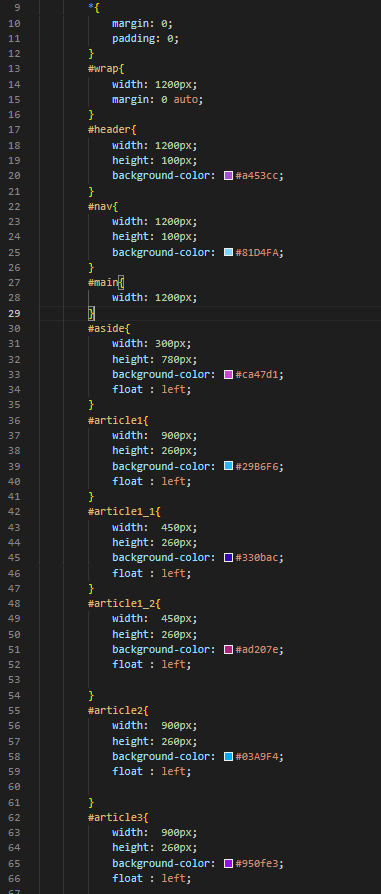 9 *{
10 margin: 0;
11 padding: 0;
12 }
13 #wrap{
14 width: 1200px;
15 margin: 0 auto;
16 }
17 #header{
18 width: 1200px;
19 height: 100px;
20 background-color: #a453cc;
21 }
22 #nav{
23 width: 1200px;
24 height: 100px;
25 background-color: #81D4FA;
26 }
27 #main{
28 width: 1200px;
29 }
30 #aside{
31 width: 300px;
32 height: 780px;
33 background-color: #ca47d1;
34 float : left;
35 }
36 #article1{
37 width:  900px;
38 height: 260px;
39 background-color: #29B6F6;
40 float : left;
41 }
42 #article1_1{
43 width:  450px;
44 height: 260px;
45 background-color: #330bac;
46 float : left;
47 }
48 #article1_2{
49 width:  450px;
50 height: 260px;
51 background-color: #ad207e;
52 float : left;
53
54 }
55 #article2{
56 width:  900px;
57 height: 260px;
58 background-color: #03A9F4;
59 float : left;
60
61 }
62 #article3{
63 width:  900px;
64 height: 260px;
65 background-color: #950fe3;
66 float : left;